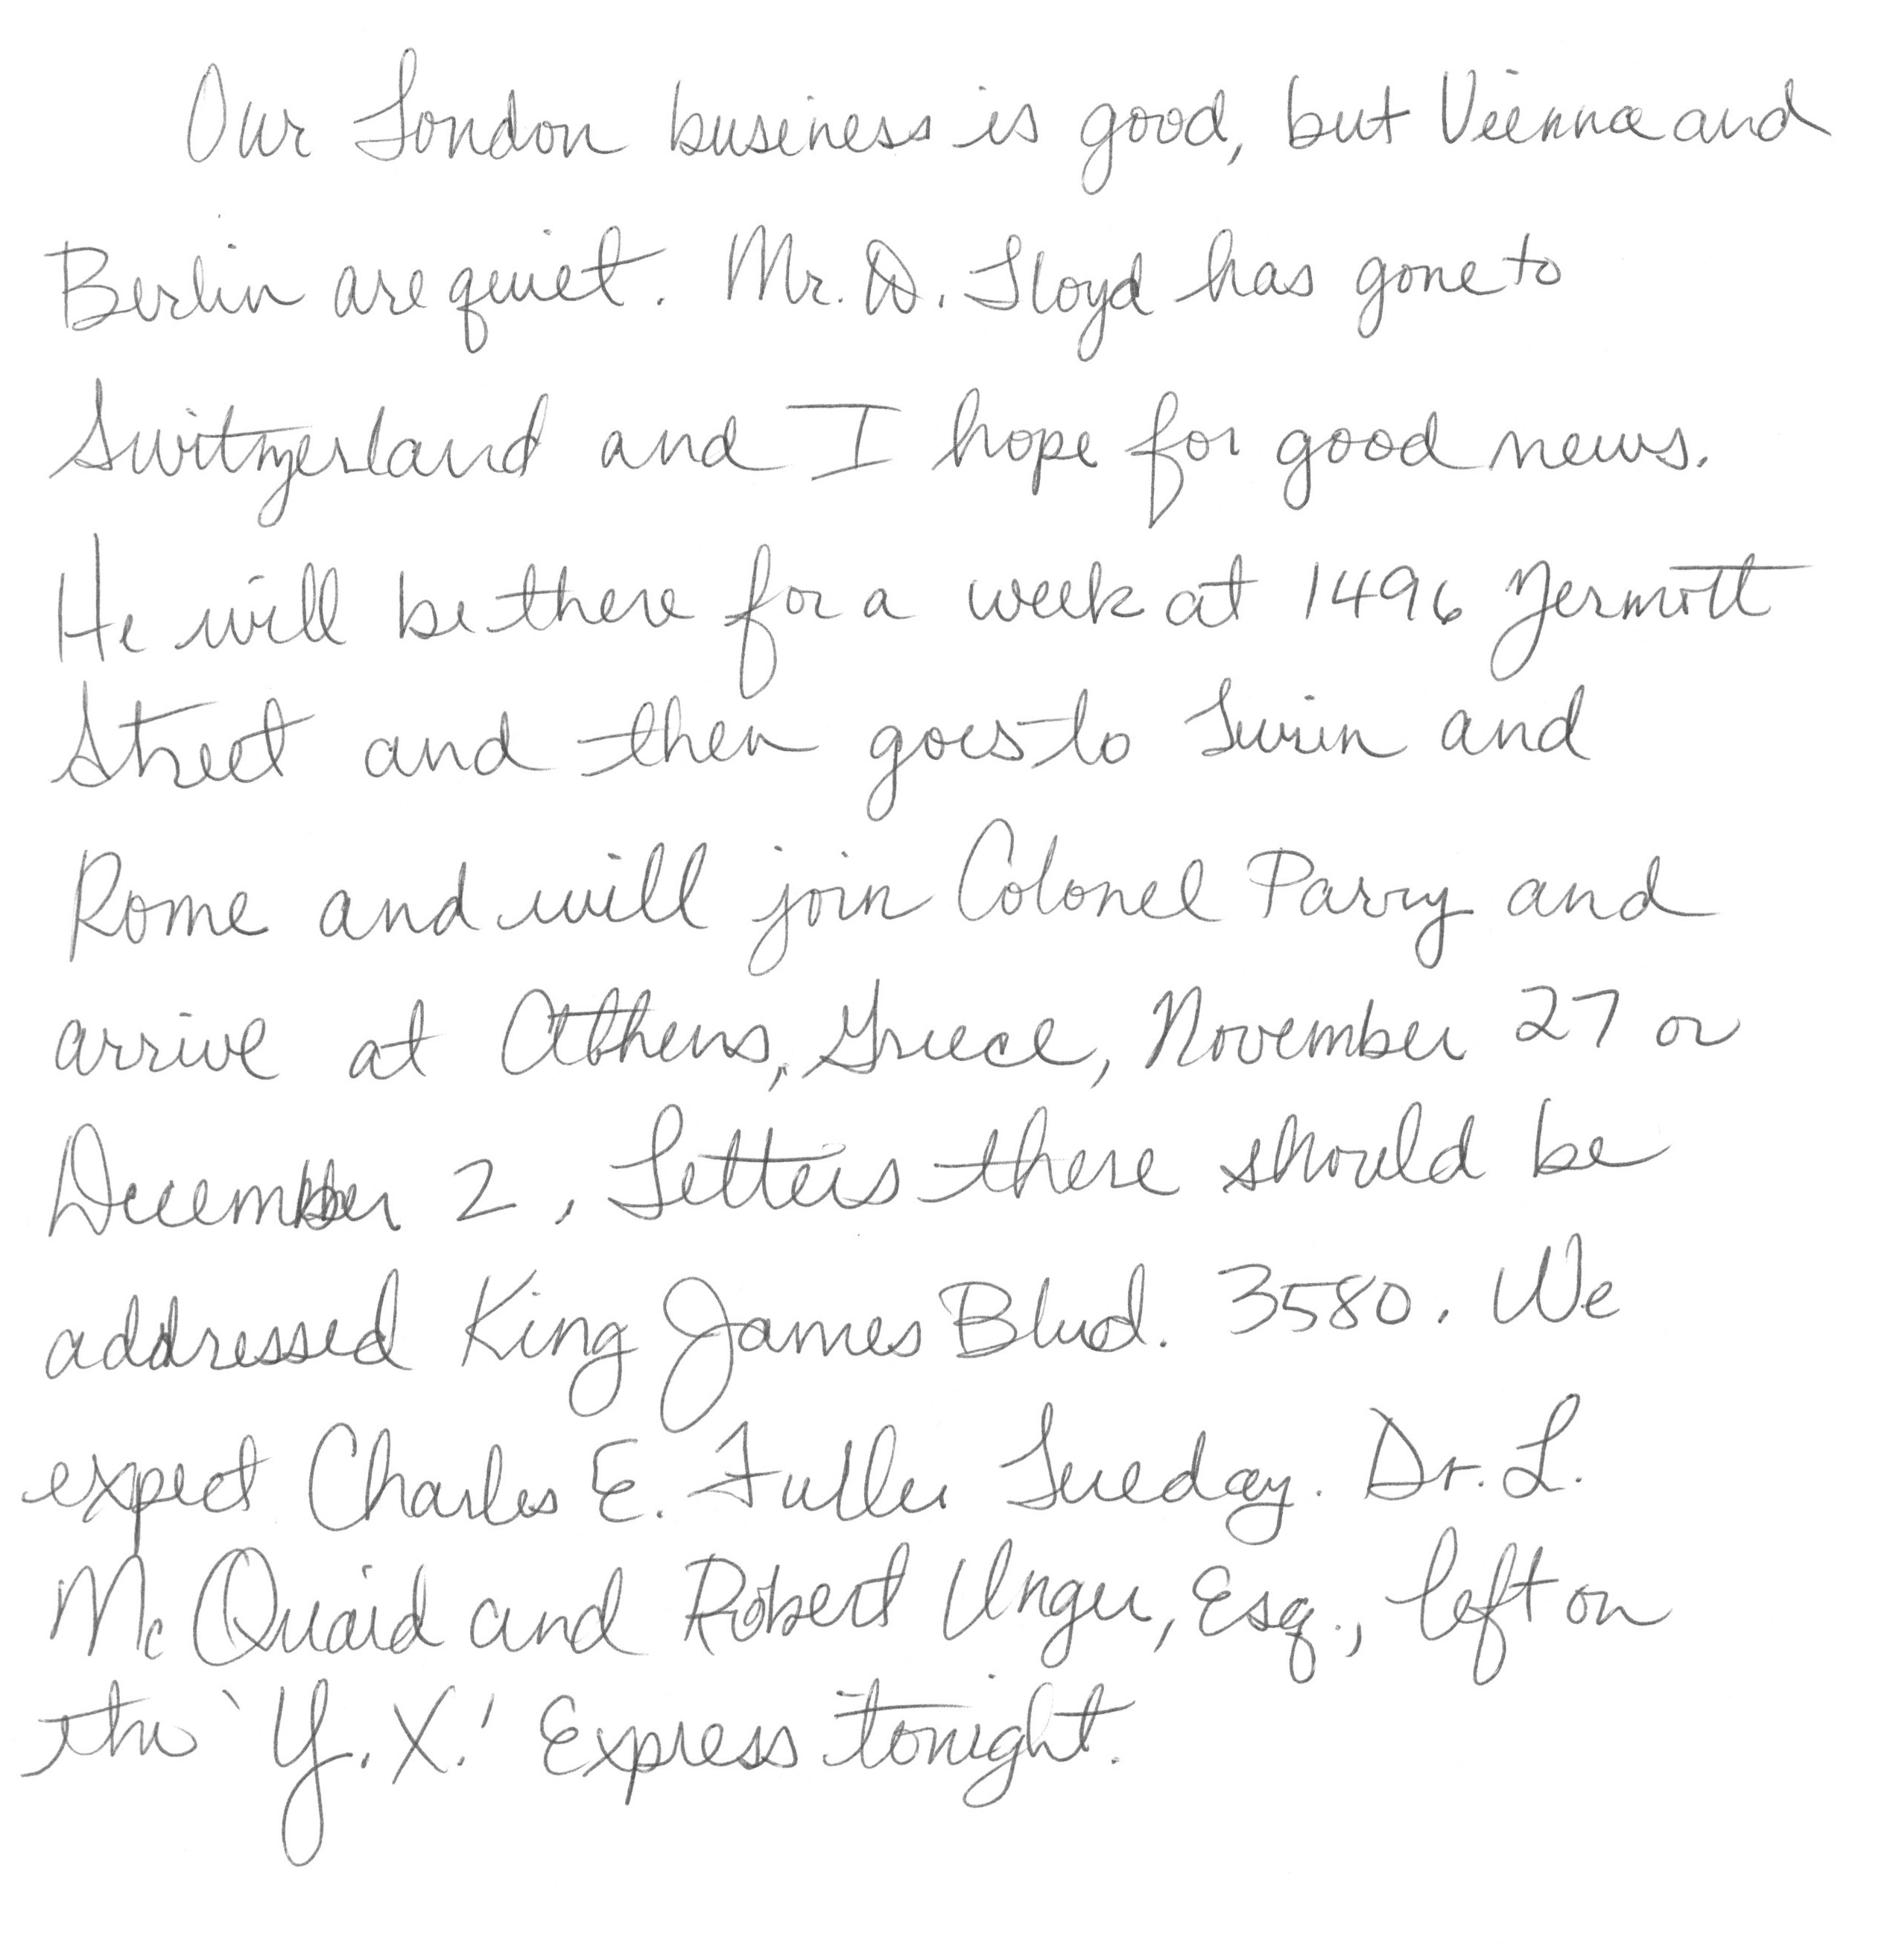 Our London business is good, but Vienna and
Berlin are quiet. Mr. D. Lloyd has gone to
Switzerland and I hope for good news.
He will be there for a week at 1496 Zermott
Street and then goes to Turin and
Rome and will join Colonel Parry and
arrive at Athens, Greece, November 27 or
December 2, Letters there should be
addressed King James Blvd. 3580. We
expect Charles E. Fuller Tueday. Dr. L.
McQuaid and Robert Unger, Esq., left on
the 'Y.X.' Express tonight.